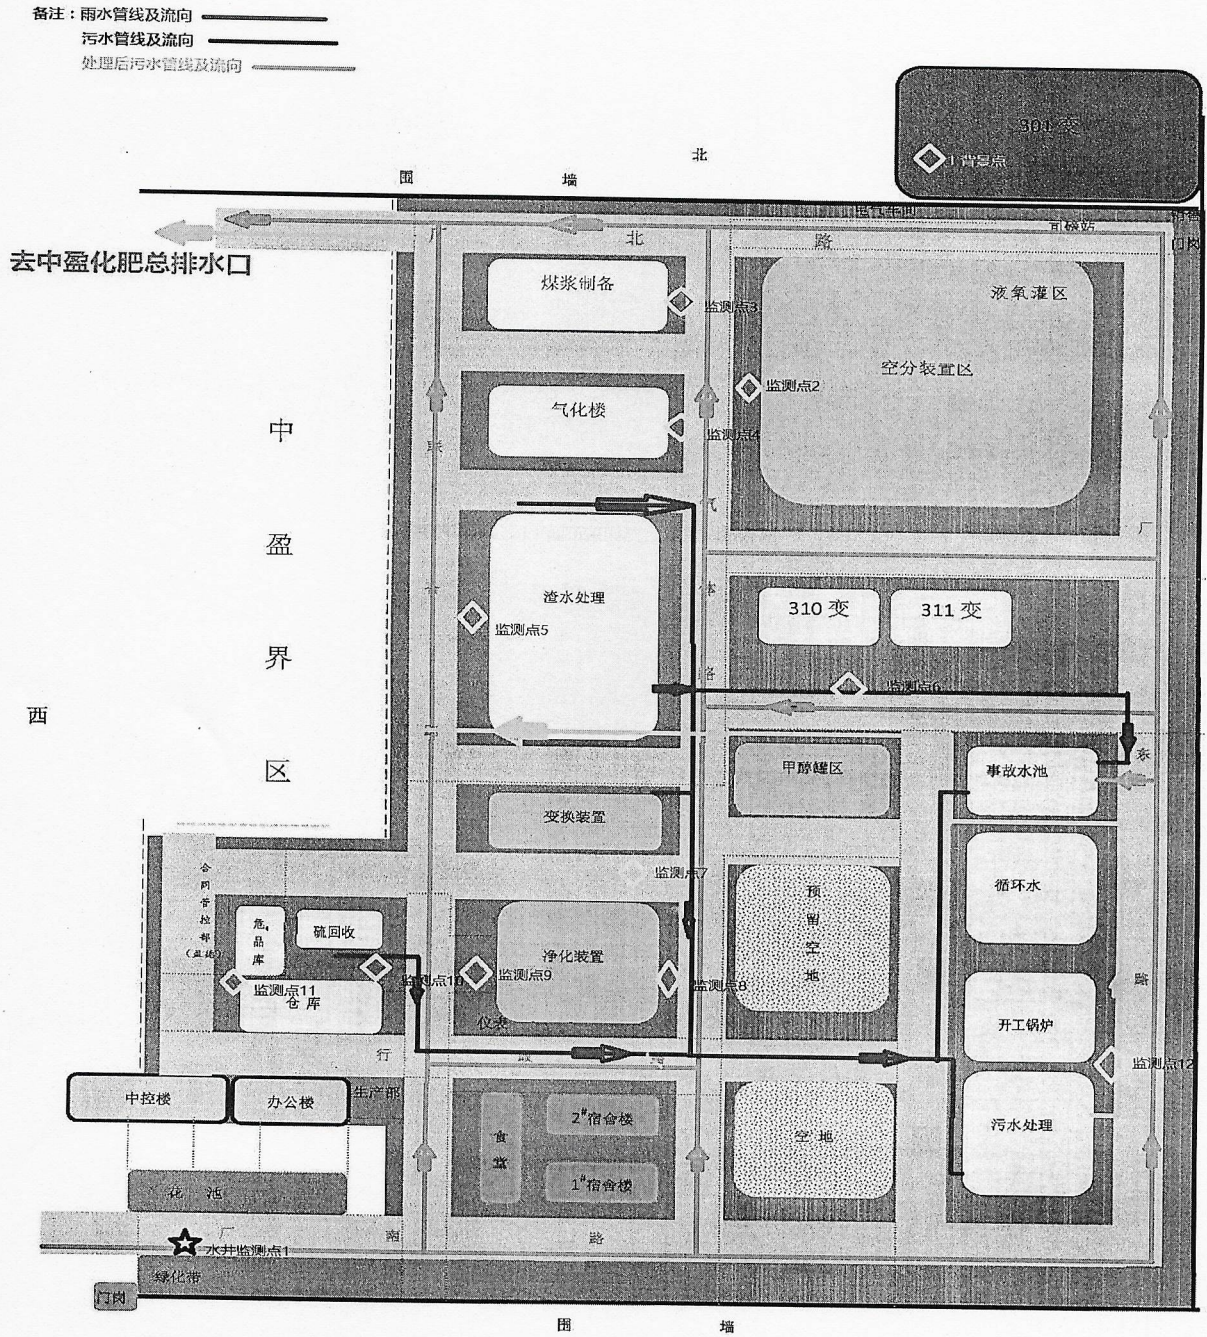 备注：雨水管线及流向
污水管线及流向
处理后污水管线及流向
301 变
1 背景点
北
围 墙
电气车间
门岗
厂 北 路
去中盈化肥总排水口
煤浆制备
监测点3
液氧灌区
空分装置区
监测点2
气化楼
监测点4
中盈界区
气
厂
渣水处理
监测点5
体
310 变
311 变
路
监测点6
西
甲醇罐区
事故水池
东
变换装置
监测点7
循环水
预留空地
合同管控部
危品库
硫回收
净化装置
监测点9
监测点8
监测点10
监测点11
仓 库
仪表
路
开工锅炉
监测点12
行
中控楼
办公楼
生产部
食堂
2#宿舍楼
1#宿舍楼
空 地
污水处理
花 池
厂 南 路
水井监测点1
绿化带
门岗
围 墙